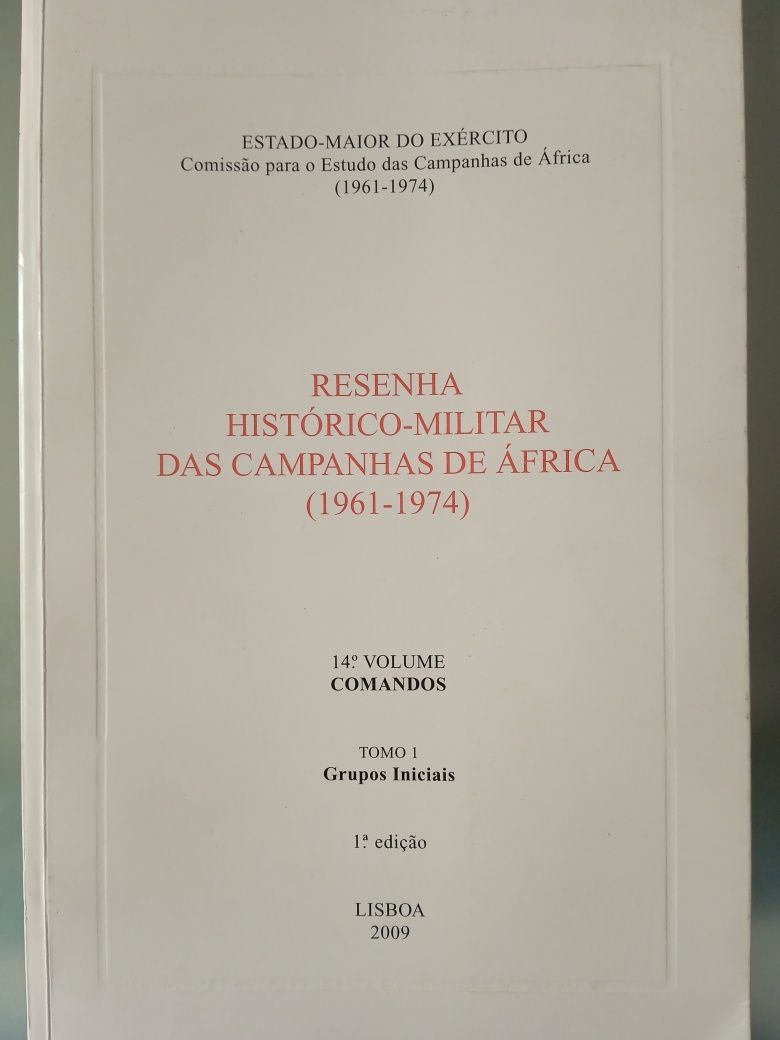 ESTADO-MAIOR DO EXÉRCITO
Comissão para o Estudo das Campanhas de África
(1961-1974)
RESENHA
HISTÓRICO-MILITAR
DAS CAMPANHAS DE ÁFRICA
(1961-1974)
14.º VOLUME
COMANDOS
TOMO 1
Grupos Iniciais
1.ª edição
LISBOA
2009